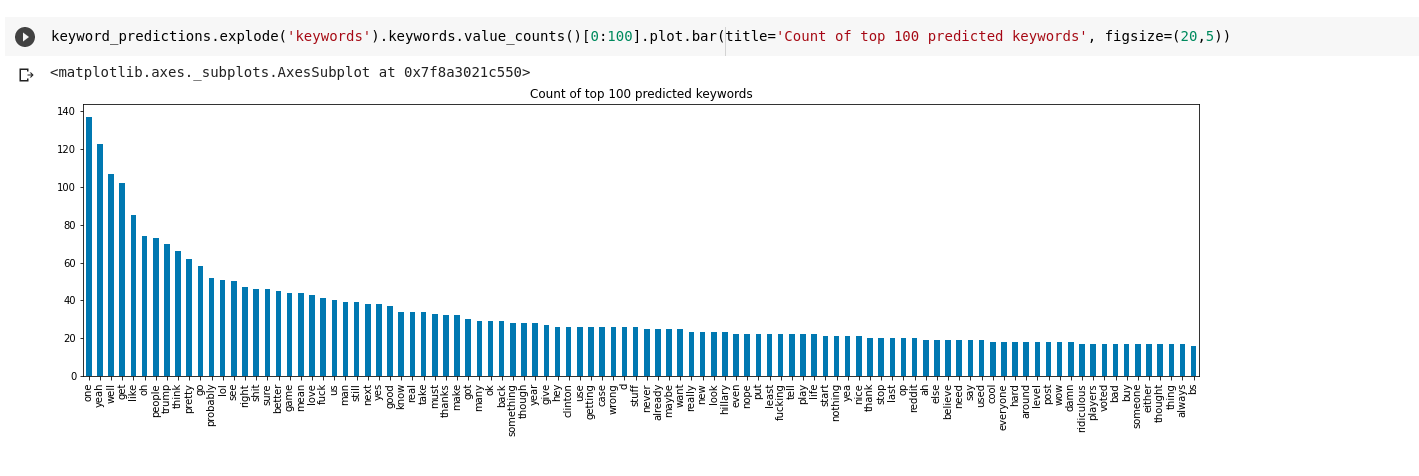 keyword_predictions.explode('keywords').keywords.value_counts()[0:100].plot.bar(title='Count of top 100 predicted keywords', figsize=(20,5))
<matplotlib.axes._subplots.AxesSubplot at 0x7f8a3021c550>
Count of top 100 predicted keywords
140
120
100
80
60
40
20
0
one
yeah
well
get
like
oh
people
trump
think
pretty
go
probably
lol
see
right
shit
sure
better
game
mean
love
fuck
us
man
still
next
yes
good
know
real
take
must
thanks
make
got
many
ok
back
something
though
year
give
hey
clinton
use
getting
case
wrong
d
stuff
never
already
maybe
want
really
new
look
hillary
even
nope
put
least
fucking
tell
play
life
start
nothing
yea
nice
thank
stop
last
op
reddit
ah
else
believe
need
say
used
cool
everyone
hard
around
level
post
wow
damn
ridiculous
players
voted
bad
buy
someone
either
thought
thing
always
bs